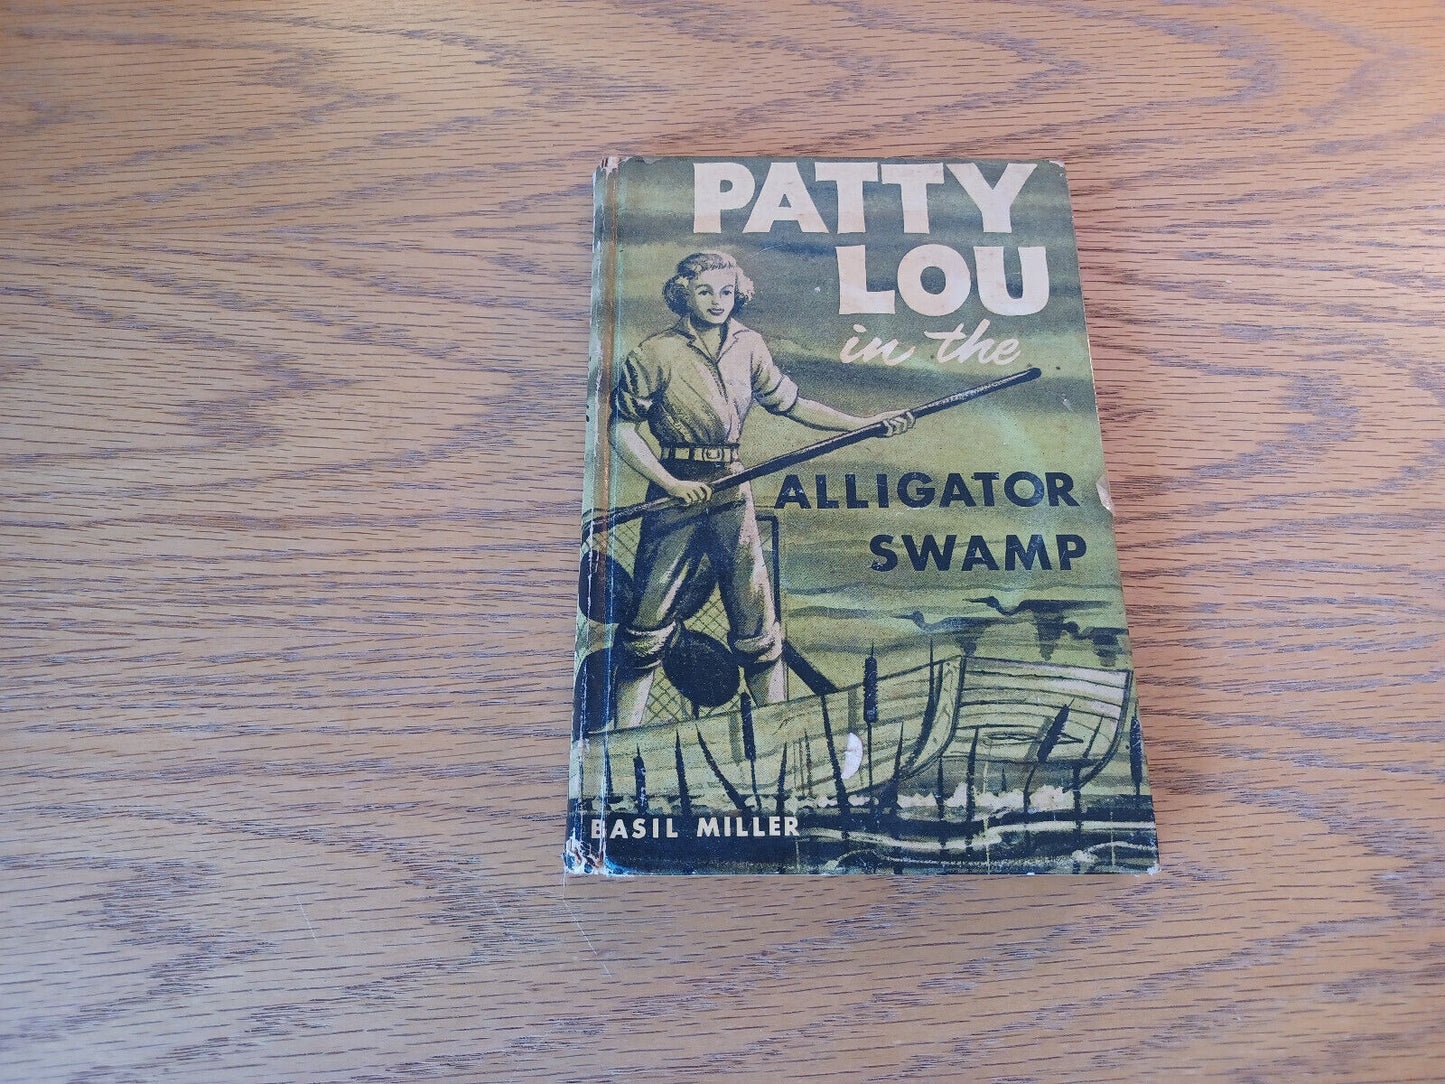 PATTY
LOU
in the
ALLIGATOR
SWAMP
BASIL MILLER